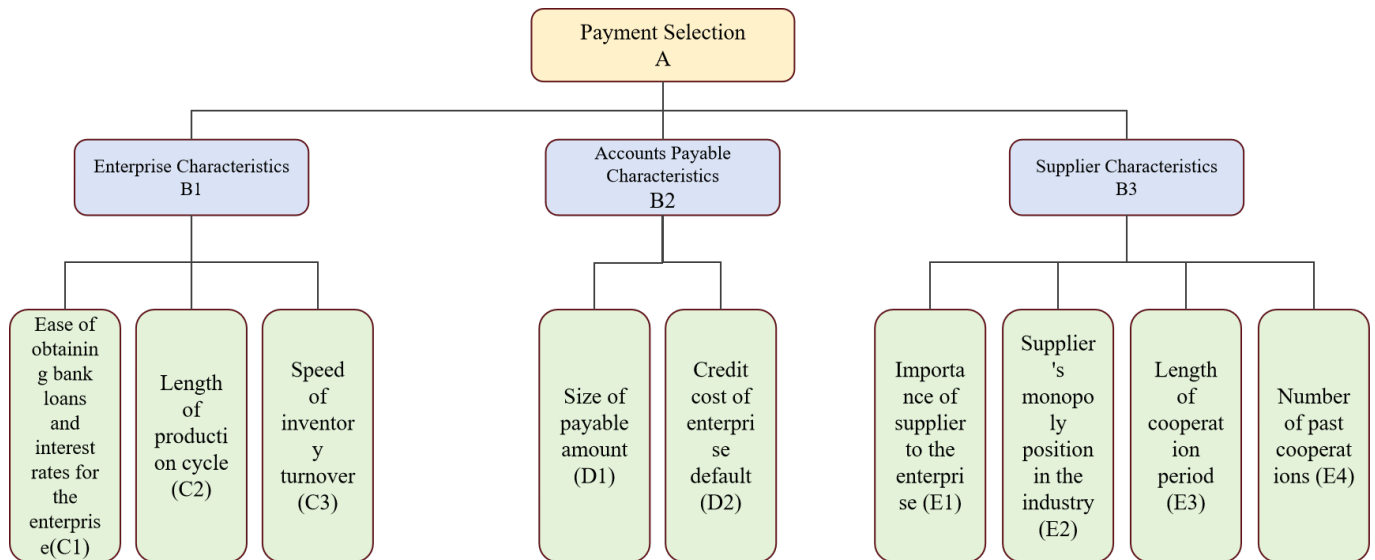 Payment Selection
A
Enterprise Characteristics
B1
Accounts Payable
Characteristics
B2
Supplier Characteristics
B3
Ease of
obtainin
g bank
loans
and
interest
rates for
the
enterpris
e(C1)
Length
of
producti
on cycle
(C2)
Speed
of
inventor
y
turnover
(C3)
Size of
payable
amount
(D1)
Credit
cost of
enterpri
se
default
(D2)
Importa
nce of
supplier
to the
enterpri
se (E1)
Supplier
's
monopo
ly
position
in the
industry
(E2)
Length
of
cooperat
ion
period
(E3)
Number
of past
cooperat
ions (E4)